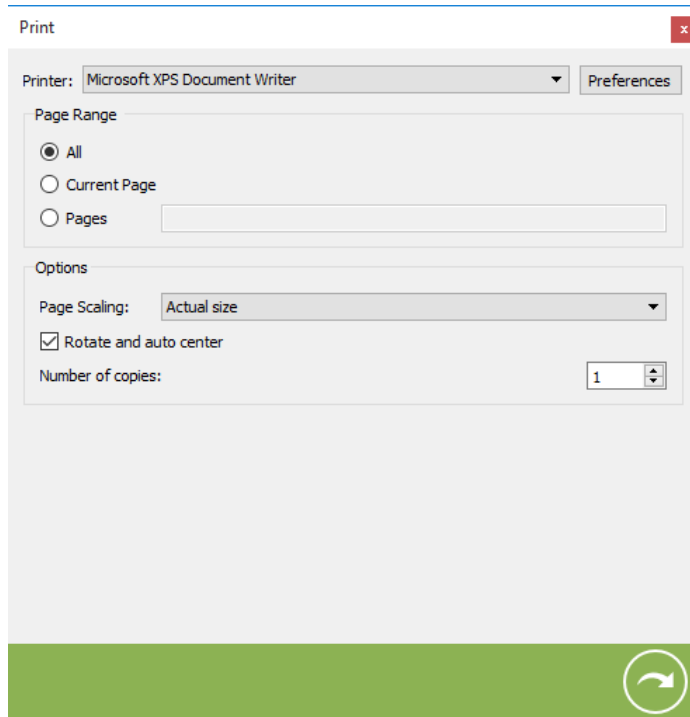 Print
x
Printer: Microsoft XPS Document Writer Preferences
Page Range
All
Current Page
Pages
Options
Page Scaling: Actual size
Rotate and auto center
Number of copies: 1